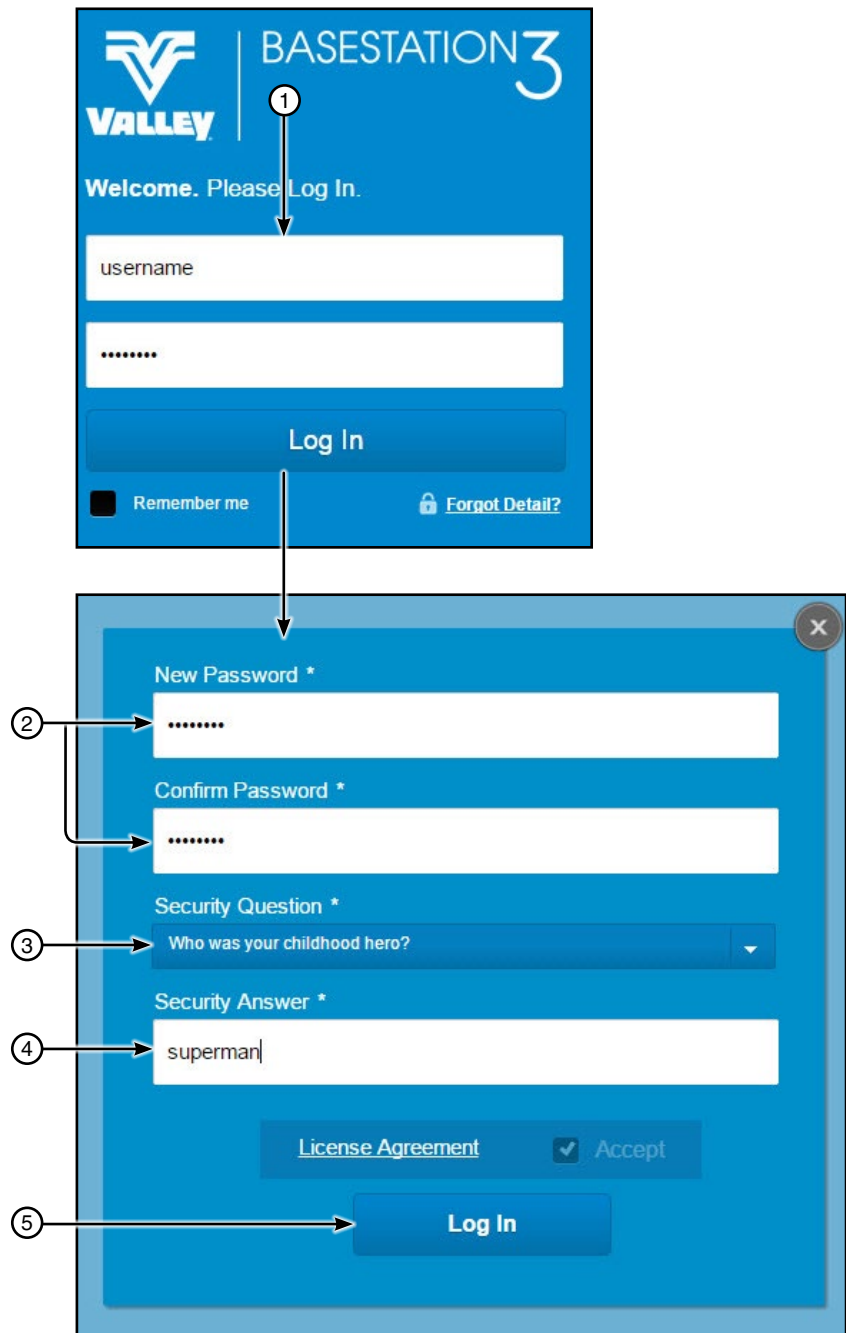 VALLEY
BASESTATION3
1
Welcome. Please Log In.
username
••••••••
Log In
Remember me
Forgot Detail?
New Password *
2
••••••••
Confirm Password *
••••••••
Security Question *
3
Who was your childhood hero?
Security Answer *
4
superman
License Agreement
Accept
5
Log In
x